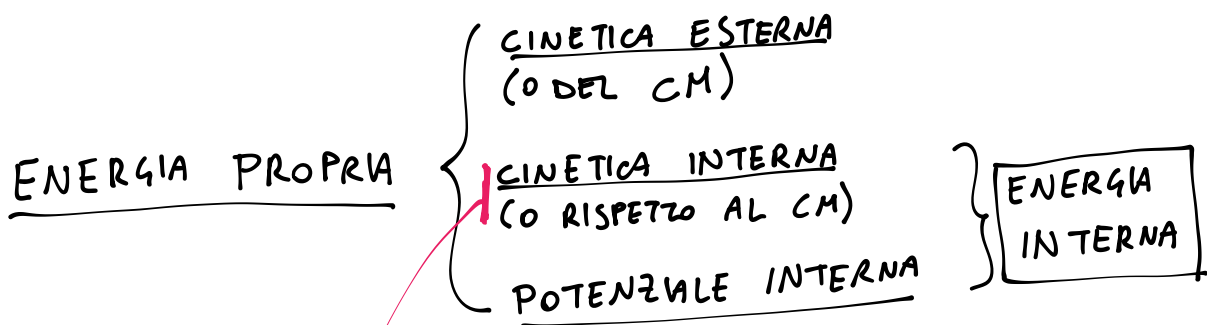 CINETICA ESTERNA
(O DEL CM)
ENERGIA PROPRIA
CINETICA INTERNA
(O RISPETTO AL CM)
POTENZIALE INTERNA
ENERGIA
INTERNA